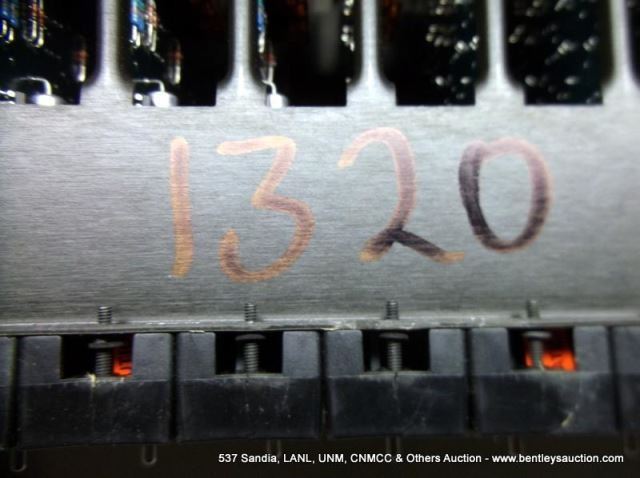 1320
537 Sandia, LANL, UNM, CNMCC & Others Auction - www.bentleysauction.com